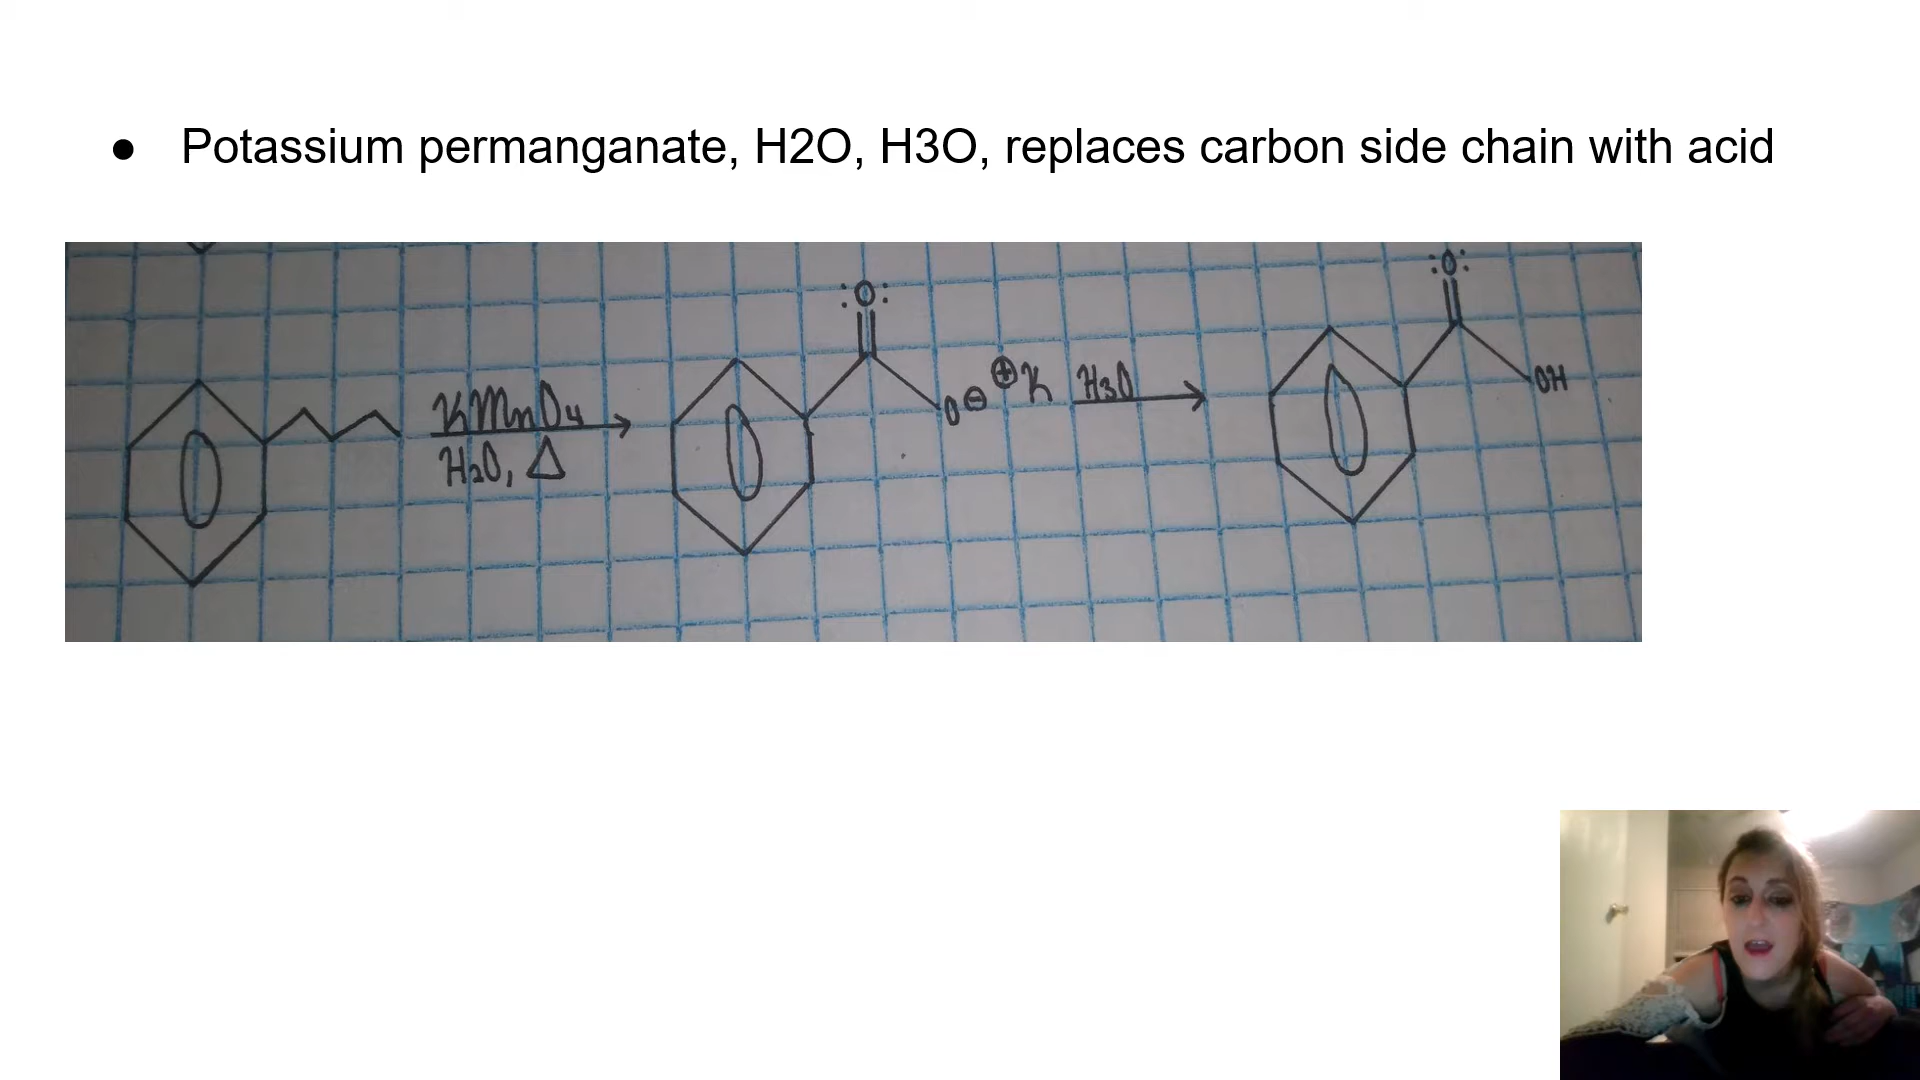 ● Potassium permanganate, H2O, H3O, replaces carbon side chain with acid
:O:
:O:
KMnO4
H2O, Δ
O⊖ ⊕K
H3O
OH